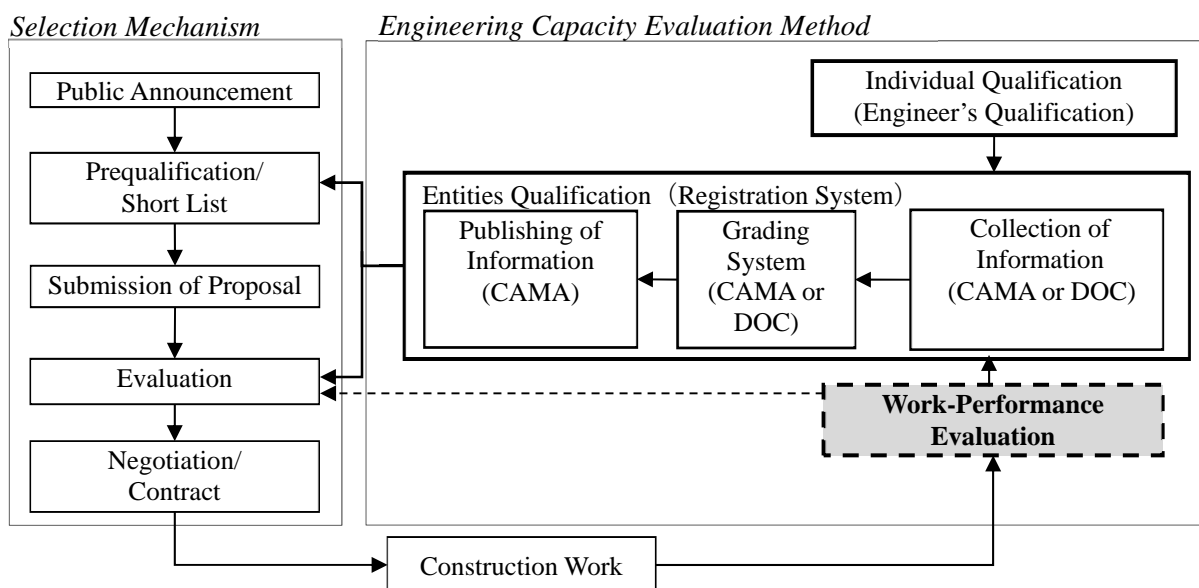 Selection Mechanism
Engineering Capacity Evaluation Method
Public Announcement
Prequalification/
Short List
Submission of Proposal
Evaluation
Negotiation/
Contract
Individual Qualification
(Engineer’s Qualification)
Entities Qualification（Registration System）
Publishing of
Information
(CAMA)
Grading
System
(CAMA or
DOC)
Collection of
Information
(CAMA or DOC)
Work-Performance
Evaluation
Construction Work